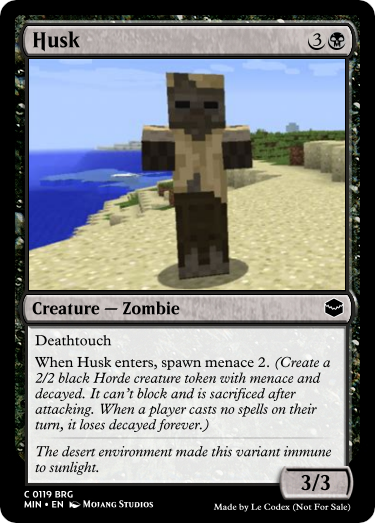 Husk 3
Creature — Zombie
Deathtouch
When Husk enters, spawn menace 2. (Create a
2/2 black Horde creature token with menace and
decayed. It can't block and is sacrificed after
attacking. When a player casts no spells on their
turn, it loses decayed forever.)
The desert environment made this variant immune
to sunlight.
3/3
C 0119 BRG
MIN • EN Mojang Studios
Made by Le Codex (Not For Sale)